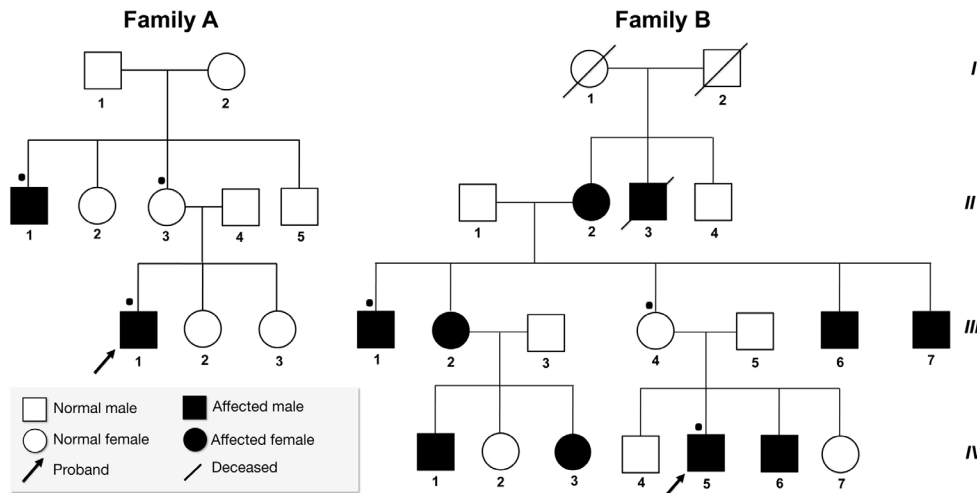 Family A Family B
I
1 2 1 2
II
1 2 3 4 5 1 2 3 4
III
1 2 3 1 2 3 4 5 6 7
Normal male Affected male
Normal female Affected female
Proband Deceased
IV
1 2 3 4 5 6 7